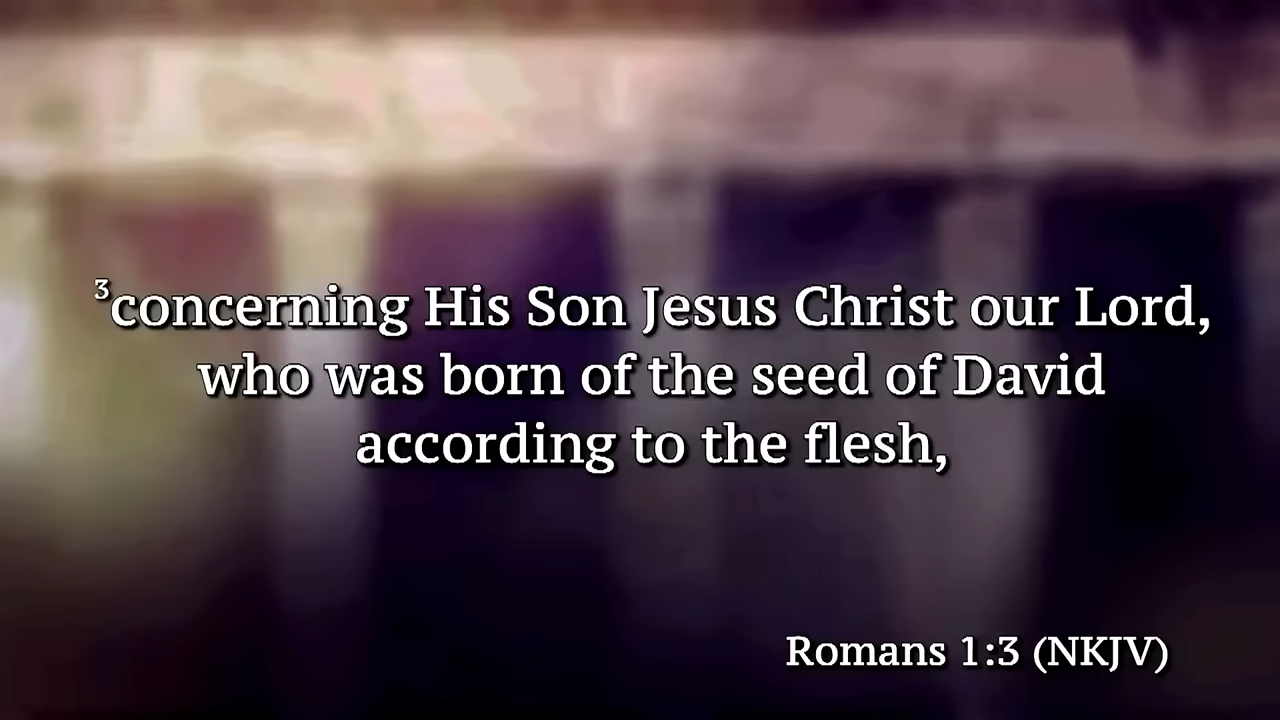 ³concerning His Son Jesus Christ our Lord,
who was born of the seed of David
according to the flesh,
Romans 1:3 (NKJV)